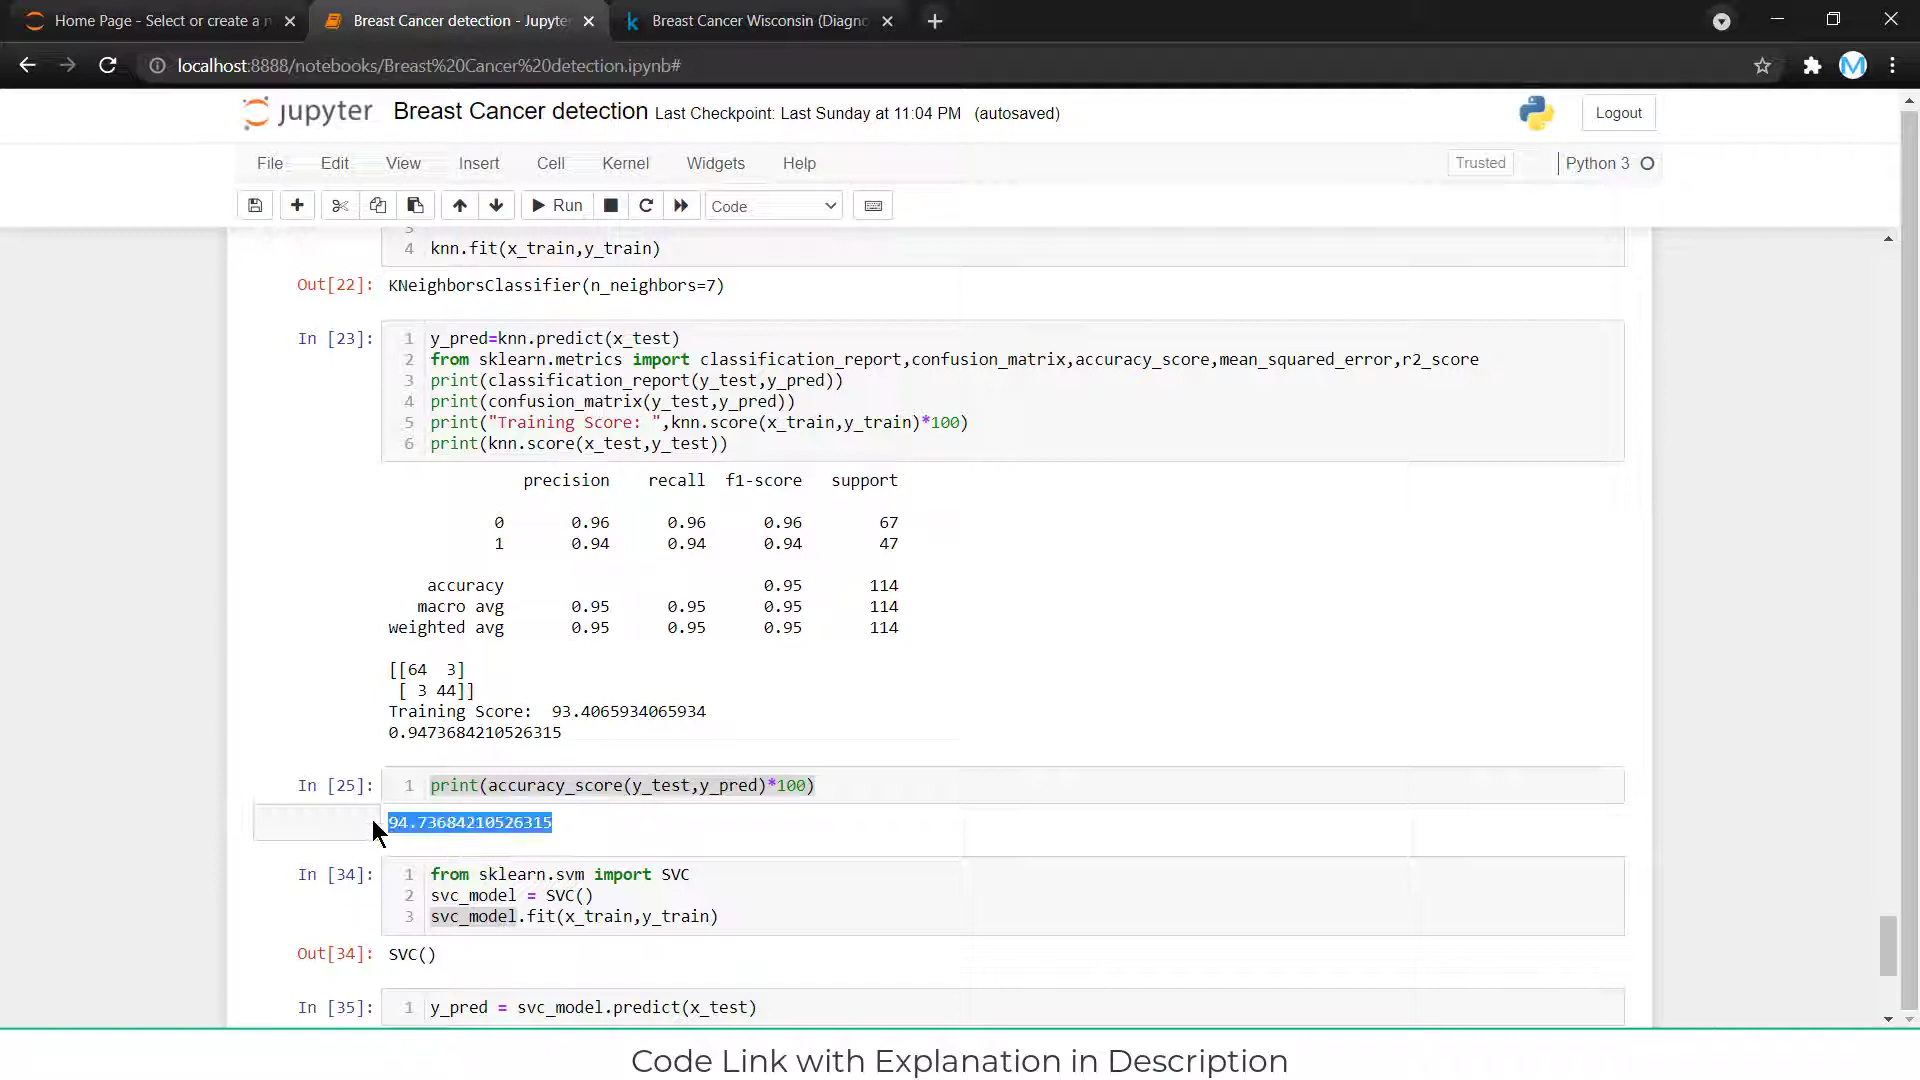 Home Page - Select or create a n
Breast Cancer detection - Jupyte
Breast Cancer Wisconsin (Diagno
localhost:8888/notebooks/Breast%20Cancer%20detection.ipynb#
jupyter Breast Cancer detection Last Checkpoint: Last Sunday at 11:04 PM (autosaved)
Logout
File Edit View Insert Cell Kernel Widgets Help
Trusted
Python 3
Run
Code
3
4 knn.fit(x_train,y_train)
Out[22]: KNeighborsClassifier(n_neighbors=7)
In [23]:
1 y_pred=knn.predict(x_test)
2 from sklearn.metrics import classification_report,confusion_matrix,accuracy_score,mean_squared_error,r2_score
3 print(classification_report(y_test,y_pred))
4 print(confusion_matrix(y_test,y_pred))
5 print("Training Score: ",knn.score(x_train,y_train)*100)
6 print(knn.score(x_test,y_test))
precision recall f1-score support
0 0.96 0.96 0.96 67
1 0.94 0.94 0.94 47
accuracy 0.95 114
macro avg 0.95 0.95 0.95 114
weighted avg 0.95 0.95 0.95 114
[[64 3]
[ 3 44]]
Training Score: 93.4065934065934
0.9473684210526315
In [25]: 1 print(accuracy_score(y_test,y_pred)*100)
94.73684210526315
In [34]:
1 from sklearn.svm import SVC
2 svc_model = SVC()
3 svc_model.fit(x_train,y_train)
Out[34]: SVC()
In [35]: 1 y_pred = svc_model.predict(x_test)
Code Link with Explanation in Description